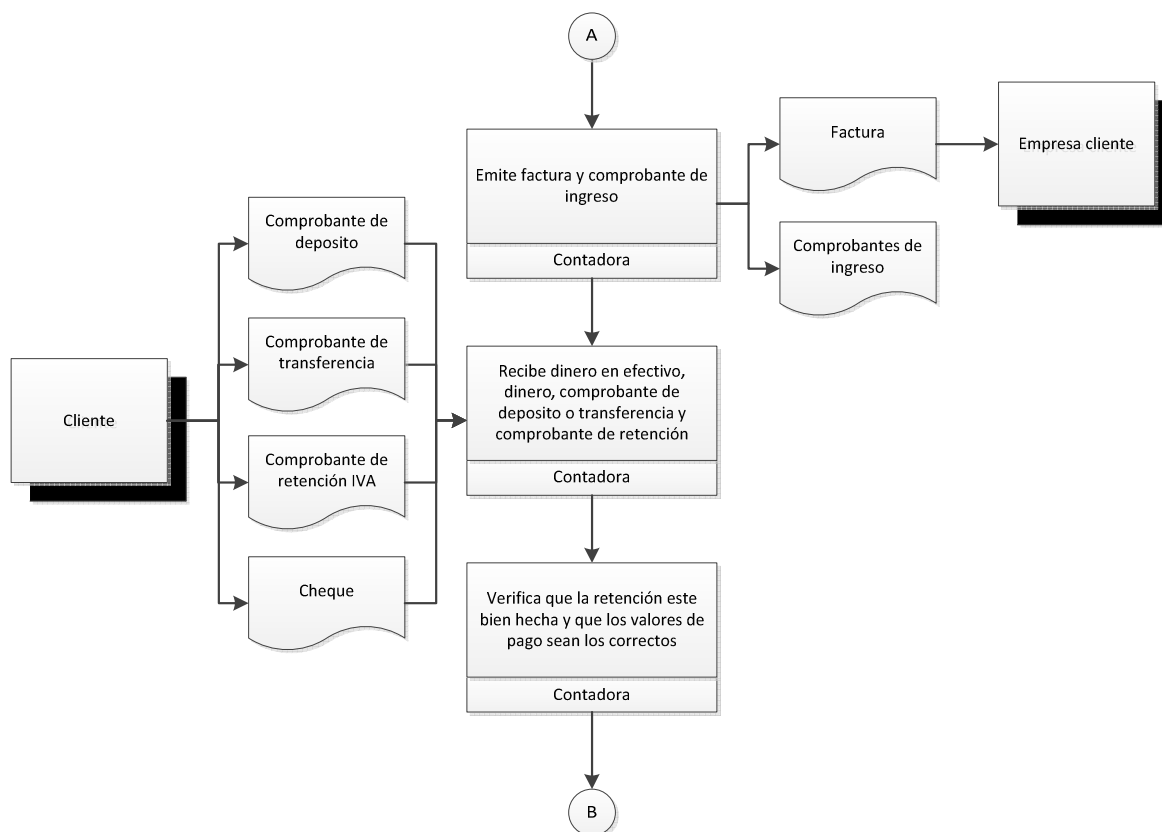 A
Emite factura y comprobante de
ingreso
Contadora
Factura
Empresa cliente
Comprobantes de
ingreso
Cliente
Comprobante de
deposito
Comprobante de
transferencia
Comprobante de
retención IVA
Cheque
Recibe dinero en efectivo,
dinero, comprobante de
deposito o transferencia y
comprobante de retención
Contadora
Verifica que la retención este
bien hecha y que los valores de
pago sean los correctos
Contadora
B